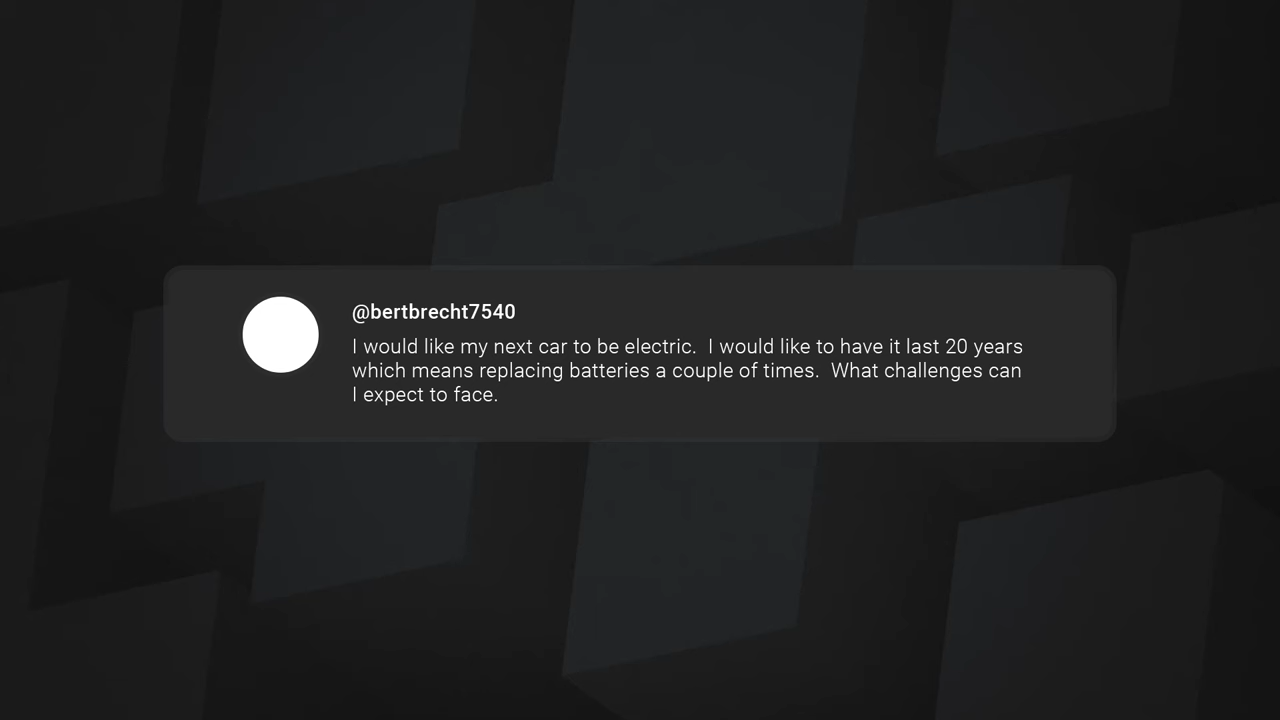 @bertbrecht7540
I would like my next car to be electric.  I would like to have it last 20 years
which means replacing batteries a couple of times.  What challenges can
I expect to face.